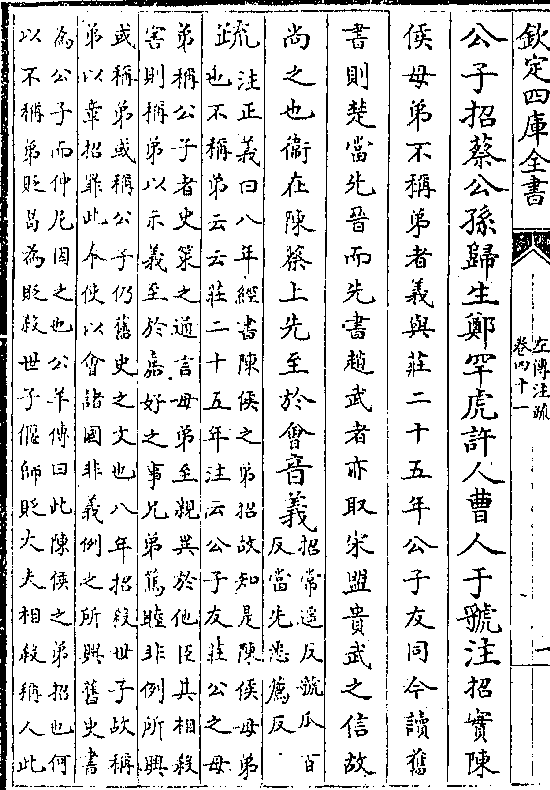 欽定四庫全書
左傳注疏
卷四十一
一
公子招蔡公孫歸生鄭罕虎許人曹人于虢注招實陳
侯母弟不稱弟者義與莊二十五年公子友同今讀舊
書則楚當先晉而先書趙武者亦取宋盟貴武之信故
尚之也衛在陳蔡上先至於會音義
招常遥反虢瓜百
反當先悉薦反
疏注正義曰八年經書陳侯之弟招故知是陳侯母弟
也不稱弟云云莊二十五年注云公子友莊公之母
弟稱公子者史策之通言母弟至親異於他臣其相殺
害則稱弟以示義至於嘉好之事兄弟篤睦非例所興
或稱弟或稱公子仍舊史之文也八年招殺世子故稱
弟以章招罪此奉使以會諸國非義例之所興舊史書
為公子而仲尼因之也公羊傳曰此陳侯之弟招也何
以不稱弟貶曷為貶殺世子偃師貶大夫相殺稱人此